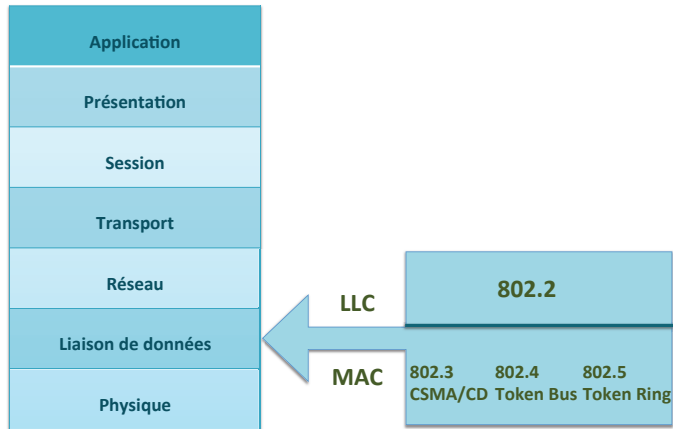 Application
Présentation
Session
Transport
Réseau
Liaison de données
Physique
LLC
MAC
802.2
802.3 802.4 802.5
CSMA/CD Token Bus Token Ring